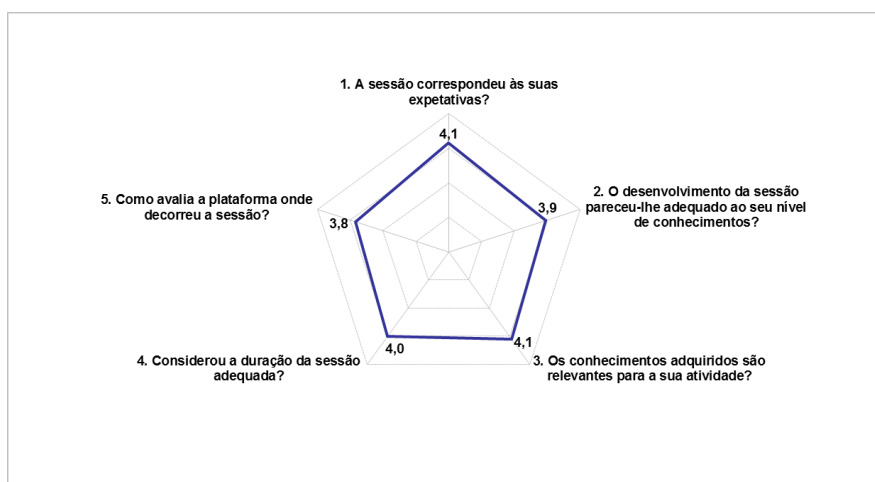 1. A sessão correspondeu às suas
expetativas?
4,1
2. O desenvolvimento da sessão
pareceu-lhe adequado ao seu nível
de conhecimentos?
3,9
3. Os conhecimentos adquiridos são
relevantes para a sua atividade?
4,1
4. Considerou a duração da sessão
adequada?
4,0
5. Como avalia a plataforma onde
decorreu a sessão?
3,8